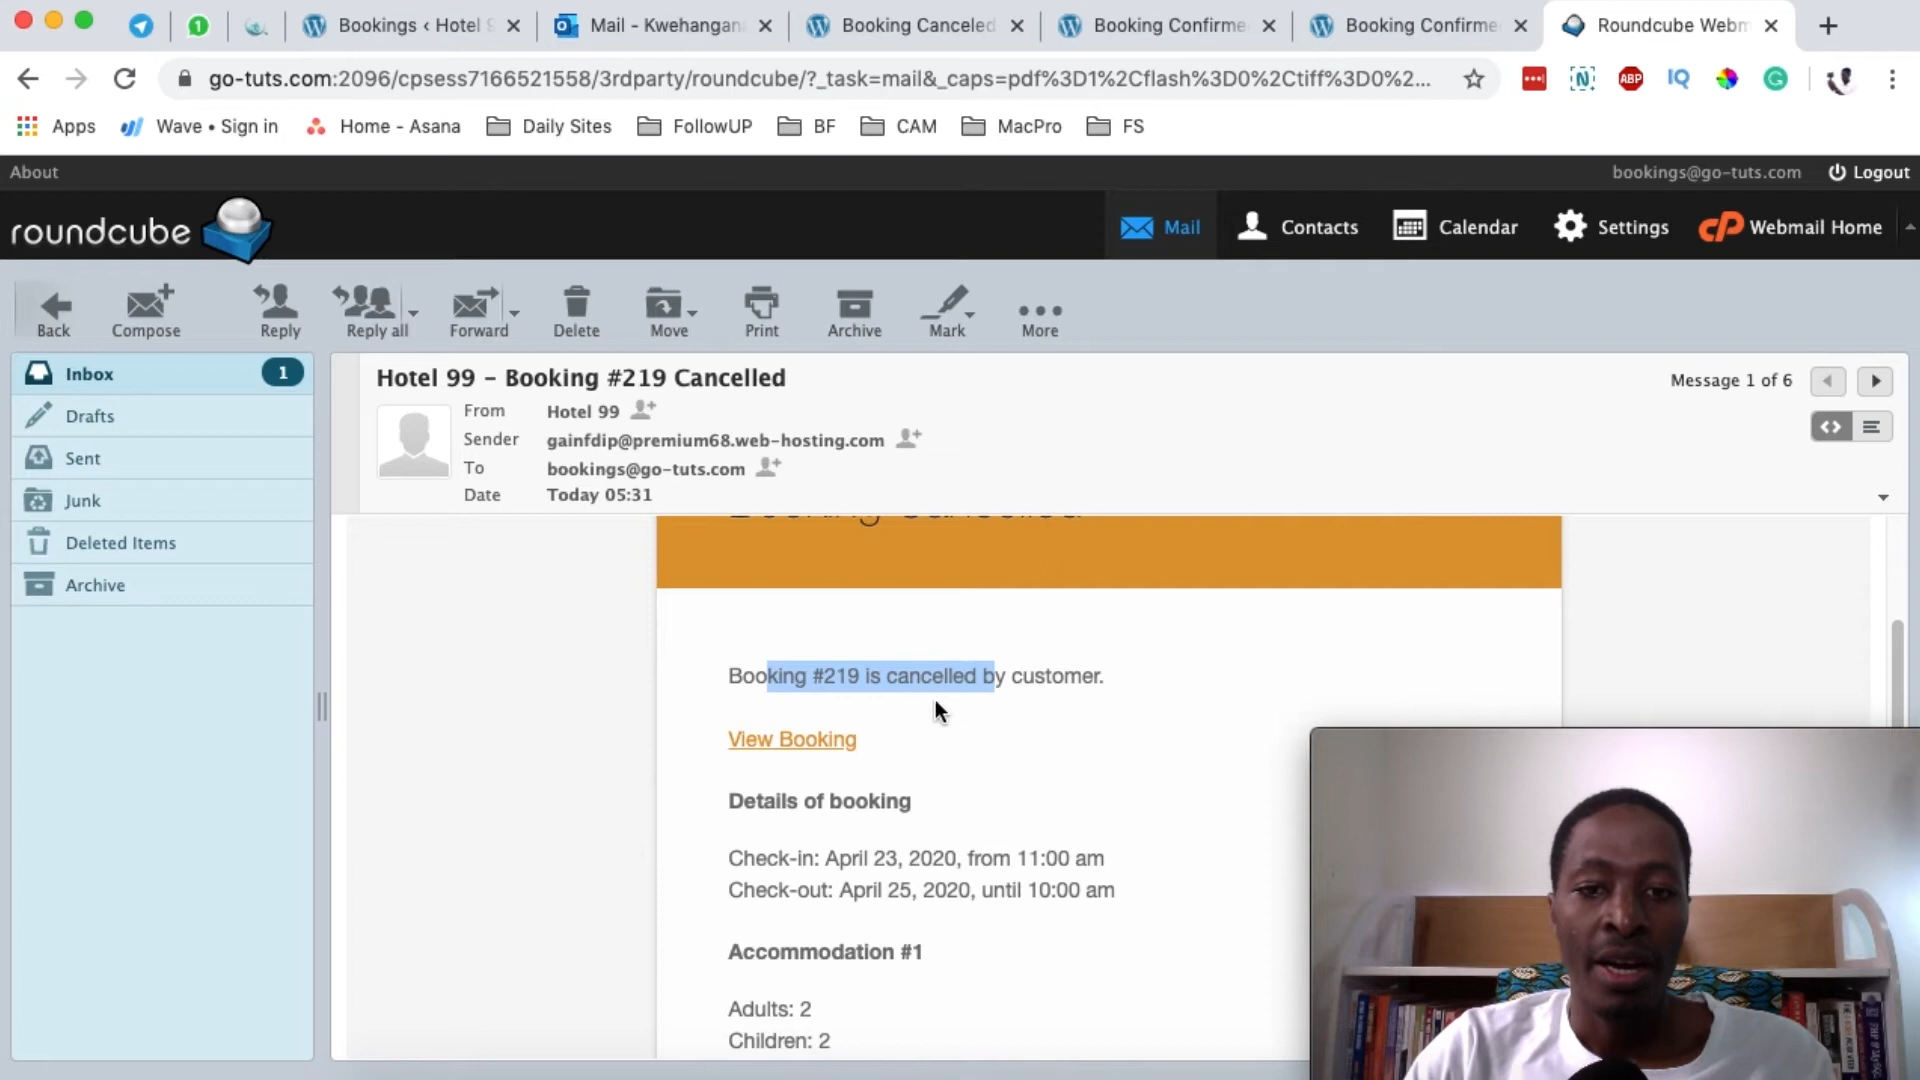 Bookings ‹ Hotel 9
Mail - Kwehangan
Booking Canceled
Booking Confirme
Booking Confirme
Roundcube Webm
go-tuts.com:2096/cpsess7166521558/3rdparty/roundcube/?_task=mail&_caps=pdf%3D1%2Cflash%3D0%2Ctiff%3D0%2...
ABP
IQ
Apps
Wave • Sign in
Home - Asana
Daily Sites
FollowUP
BF
CAM
MacPro
FS
About
bookings@go-tuts.com
Logout
roundcube
Mail
Contacts
Calendar
Settings
cP Webmail Home
Back
Compose
Reply
Reply all
Forward
Delete
Move
Print
Archive
Mark
More
Inbox
1
Drafts
Sent
Junk
Deleted Items
Archive
Hotel 99 – Booking #219 Cancelled
Message 1 of 6
From Hotel 99
Sender gainfdip@premium68.web-hosting.com
To bookings@go-tuts.com
Date Today 05:31
Booking #219 is cancelled by customer.
View Booking
Details of booking
Check-in: April 23, 2020, from 11:00 am
Check-out: April 25, 2020, until 10:00 am
Accommodation #1
Adults: 2
Children: 2